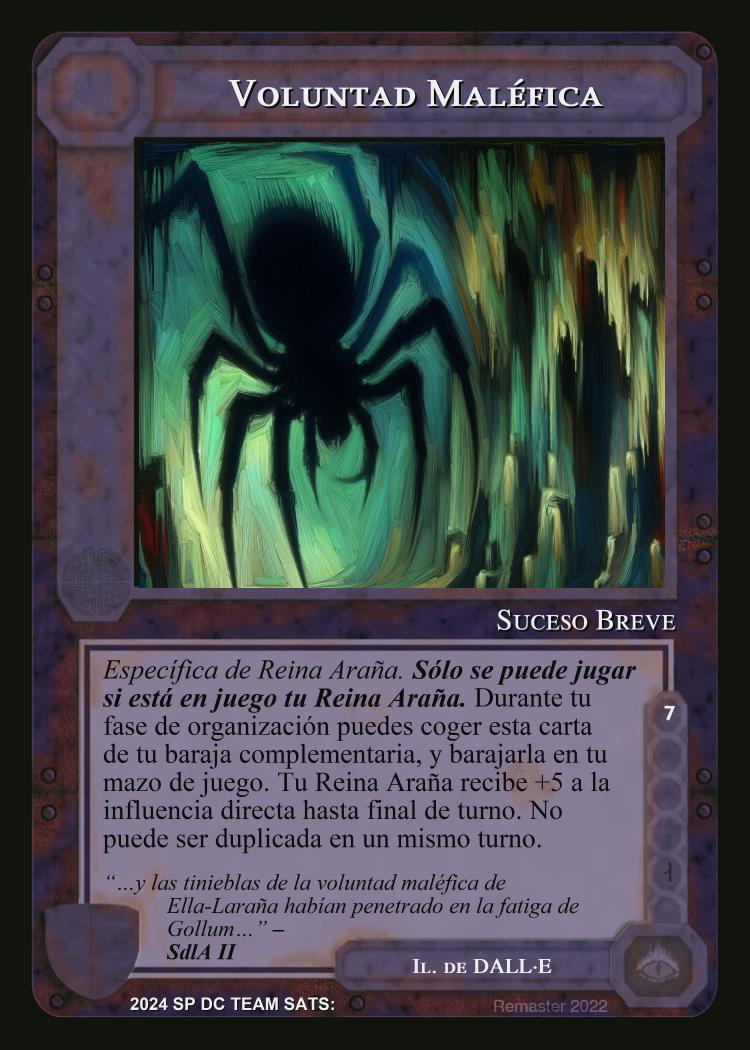 Voluntad Maléfica
Suceso Breve
Específica de Reina Araña. Sólo se puede jugar
si está en juego tu Reina Araña. Durante tu
fase de organización puedes coger esta carta
de tu baraja complementaria, y barajarla en tu
mazo de juego. Tu Reina Araña recibe +5 a la
influencia directa hasta final de turno. No
puede ser duplicada en un mismo turno.
7
“...y las tinieblas de la voluntad maléfica de
Ella-Laraña habían penetrado en la fatiga de
Gollum...” –
SdlA II
Il. de DALL·E
2024 SP DC TEAM SATS:
Remaster 2022